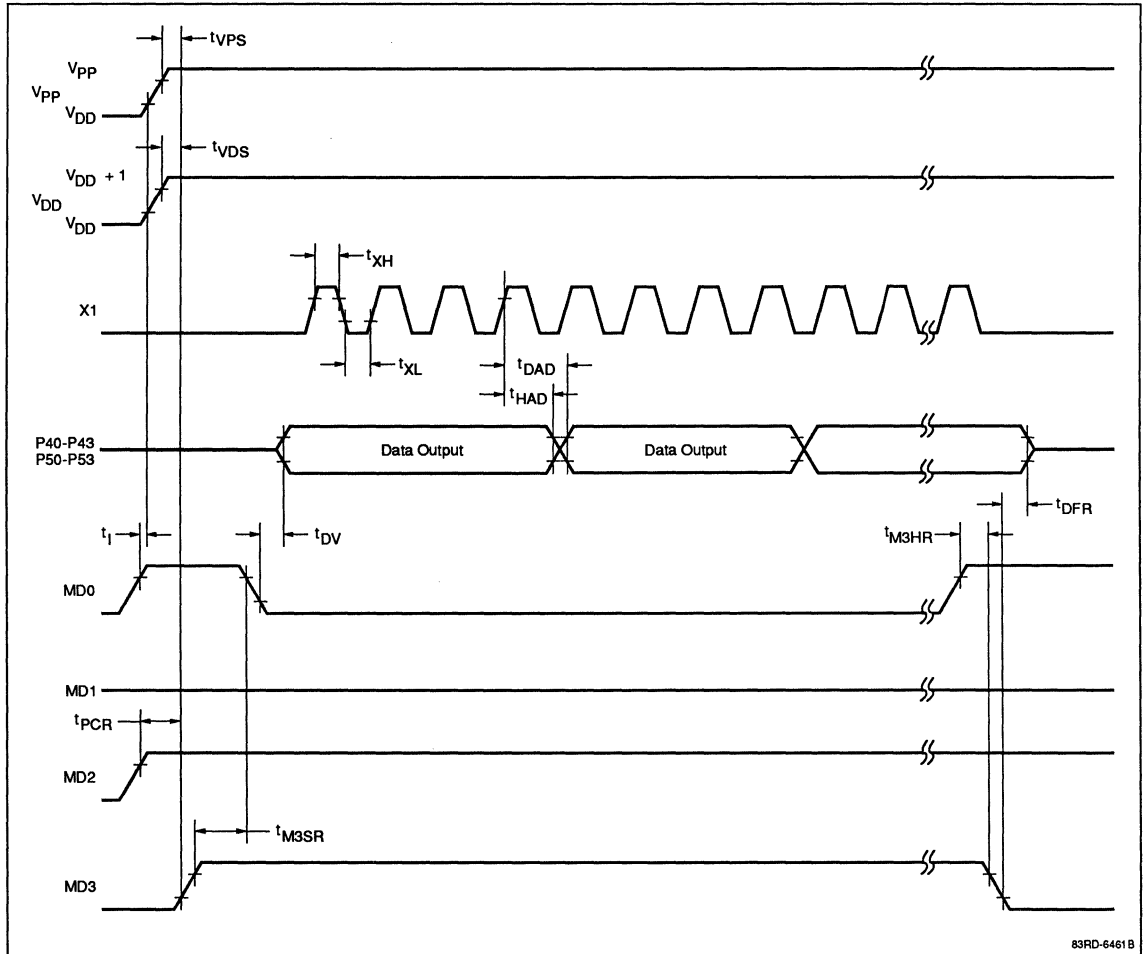 tVPS
VPP
VPP
VDD
tVDS
VDD + 1
VDD
VDD
tXH
X1
tXL
tDAD
tHAD
P40-P43
P50-P53
Data Output
Data Output
tDFR
tI
tDV
tM3HR
MD0
MD1
tPCR
MD2
tM3SR
MD3
83RD-6461B